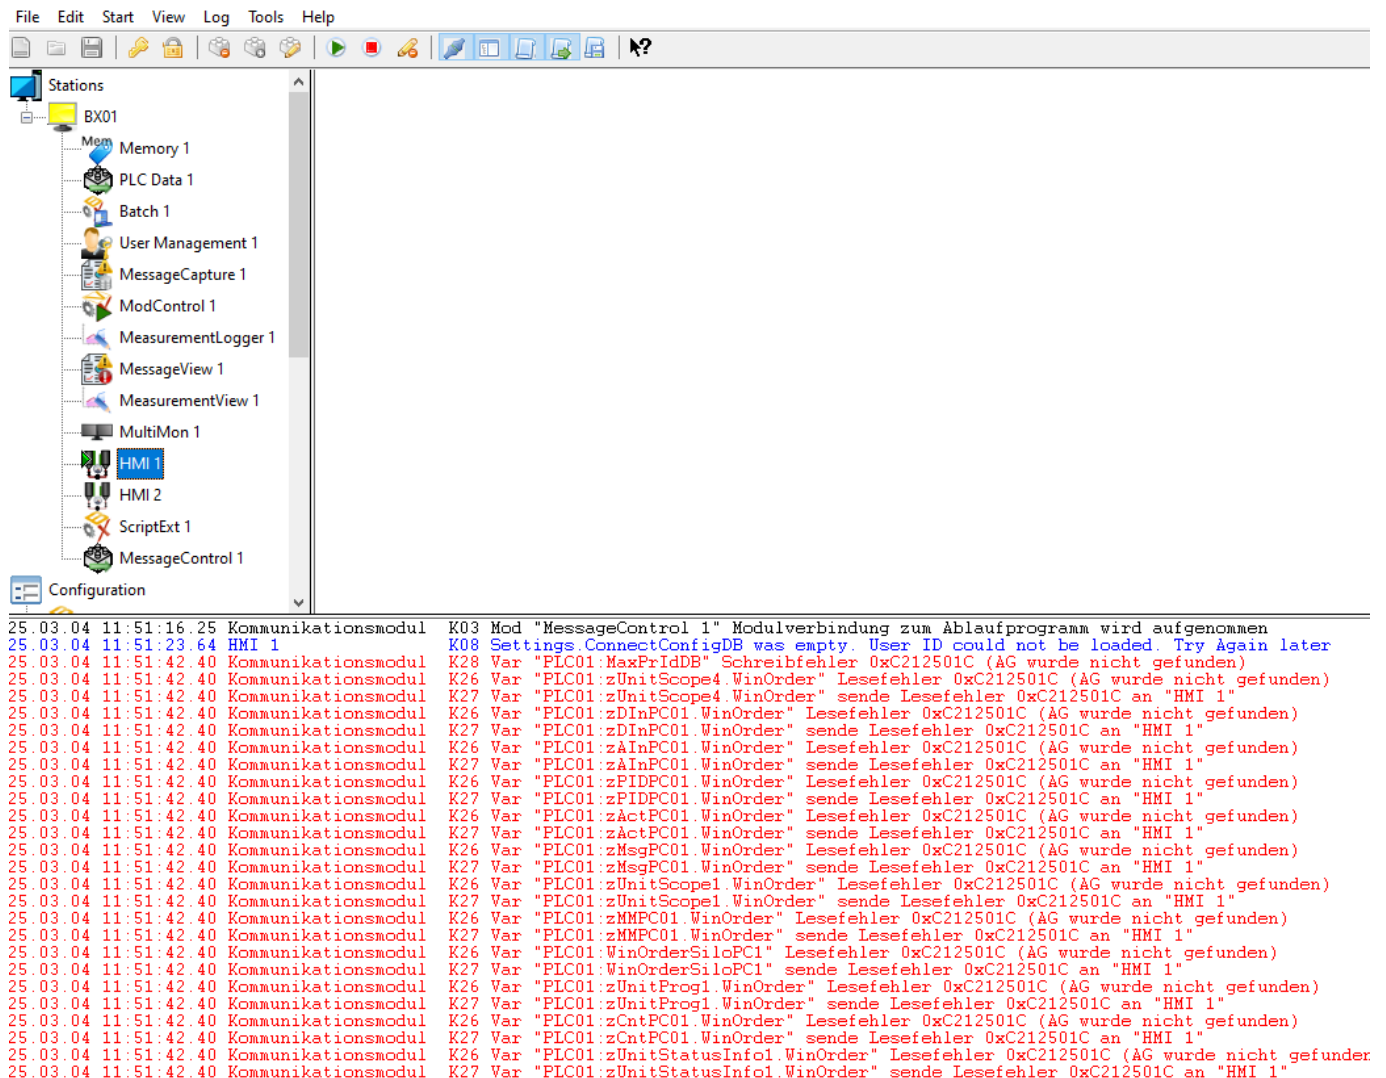 File Edit Start View Log Tools Help
Stations
BX01
Mem Memory 1
PLC Data 1
Batch 1
User Management 1
MessageCapture 1
ModControl 1
MeasurementLogger 1
MessageView 1
MeasurementView 1
MultiMon 1
HMI 1
HMI 2
ScriptExt 1
MessageControl 1
Configuration
25.03.04 11:51:16.25 Kommunikationsmodul K03 Mod "MessageControl 1" Modulverbindung zum Ablaufprogramm wird aufgenommen
25.03.04 11:51:23.64 HMI 1 K08 Settings.ConnectConfigDB was empty. User ID could not be loaded. Try Again later
25.03.04 11:51:42.40 Kommunikationsmodul K28 Var "PLC01:MaxPrIdDB" Schreibfehler 0xC212501C (AG wurde nicht gefunden)
25.03.04 11:51:42.40 Kommunikationsmodul K26 Var "PLC01:zUnitScope4.WinOrder" Lesefehler 0xC212501C (AG wurde nicht gefunden)
25.03.04 11:51:42.40 Kommunikationsmodul K27 Var "PLC01:zUnitScope4.WinOrder" sende Lesefehler 0xC212501C an "HMI 1"
25.03.04 11:51:42.40 Kommunikationsmodul K26 Var "PLC01:zDInPC01.WinOrder" Lesefehler 0xC212501C (AG wurde nicht gefunden)
25.03.04 11:51:42.40 Kommunikationsmodul K27 Var "PLC01:zDInPC01.WinOrder" sende Lesefehler 0xC212501C an "HMI 1"
25.03.04 11:51:42.40 Kommunikationsmodul K26 Var "PLC01:zAInPC01.WinOrder" Lesefehler 0xC212501C (AG wurde nicht gefunden)
25.03.04 11:51:42.40 Kommunikationsmodul K27 Var "PLC01:zAInPC01.WinOrder" sende Lesefehler 0xC212501C an "HMI 1"
25.03.04 11:51:42.40 Kommunikationsmodul K26 Var "PLC01:zPIDPC01.WinOrder" Lesefehler 0xC212501C (AG wurde nicht gefunden)
25.03.04 11:51:42.40 Kommunikationsmodul K27 Var "PLC01:zPIDPC01.WinOrder" sende Lesefehler 0xC212501C an "HMI 1"
25.03.04 11:51:42.40 Kommunikationsmodul K26 Var "PLC01:zActPC01.WinOrder" Lesefehler 0xC212501C (AG wurde nicht gefunden)
25.03.04 11:51:42.40 Kommunikationsmodul K27 Var "PLC01:zActPC01.WinOrder" sende Lesefehler 0xC212501C an "HMI 1"
25.03.04 11:51:42.40 Kommunikationsmodul K26 Var "PLC01:zMsgPC01.WinOrder" Lesefehler 0xC212501C (AG wurde nicht gefunden)
25.03.04 11:51:42.40 Kommunikationsmodul K27 Var "PLC01:zMsgPC01.WinOrder" sende Lesefehler 0xC212501C an "HMI 1"
25.03.04 11:51:42.40 Kommunikationsmodul K26 Var "PLC01:zUnitScope1.WinOrder" Lesefehler 0xC212501C (AG wurde nicht gefunden)
25.03.04 11:51:42.40 Kommunikationsmodul K27 Var "PLC01:zUnitScope1.WinOrder" sende Lesefehler 0xC212501C an "HMI 1"
25.03.04 11:51:42.40 Kommunikationsmodul K26 Var "PLC01:zMMPC01.WinOrder" Lesefehler 0xC212501C (AG wurde nicht gefunden)
25.03.04 11:51:42.40 Kommunikationsmodul K27 Var "PLC01:zMMPC01.WinOrder" sende Lesefehler 0xC212501C an "HMI 1"
25.03.04 11:51:42.40 Kommunikationsmodul K26 Var "PLC01:WinOrderSiloPC1" Lesefehler 0xC212501C (AG wurde nicht gefunden)
25.03.04 11:51:42.40 Kommunikationsmodul K27 Var "PLC01:WinOrderSiloPC1" sende Lesefehler 0xC212501C an "HMI 1"
25.03.04 11:51:42.40 Kommunikationsmodul K26 Var "PLC01:zUnitProg1.WinOrder" Lesefehler 0xC212501C (AG wurde nicht gefunden)
25.03.04 11:51:42.40 Kommunikationsmodul K27 Var "PLC01:zUnitProg1.WinOrder" sende Lesefehler 0xC212501C an "HMI 1"
25.03.04 11:51:42.40 Kommunikationsmodul K26 Var "PLC01:zCntPC01.WinOrder" Lesefehler 0xC212501C (AG wurde nicht gefunden)
25.03.04 11:51:42.40 Kommunikationsmodul K27 Var "PLC01:zCntPC01.WinOrder" sende Lesefehler 0xC212501C an "HMI 1"
25.03.04 11:51:42.40 Kommunikationsmodul K26 Var "PLC01:zUnitStatusInfo1.WinOrder" Lesefehler 0xC212501C (AG wurde nicht gefunden
25.03.04 11:51:42.40 Kommunikationsmodul K27 Var "PLC01:zUnitStatusInfo1.WinOrder" sende Lesefehler 0xC212501C an "HMI 1"